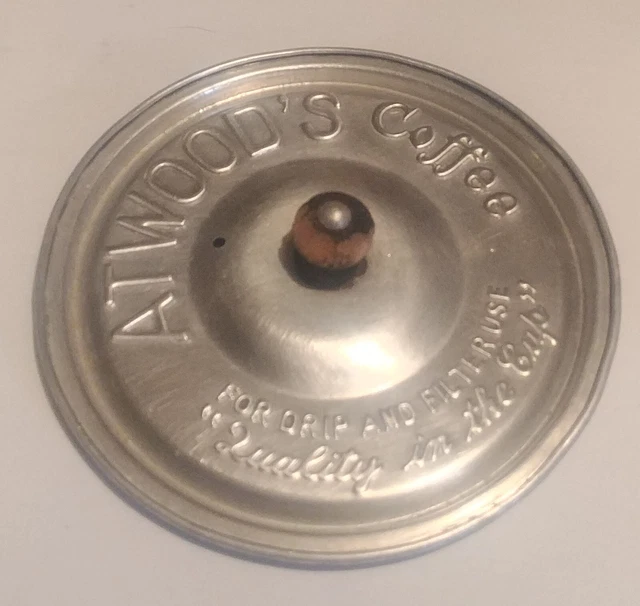 ATWOOD'S Coffee
FOR DRIP AND FILTER USE
"Quality in the Cup"